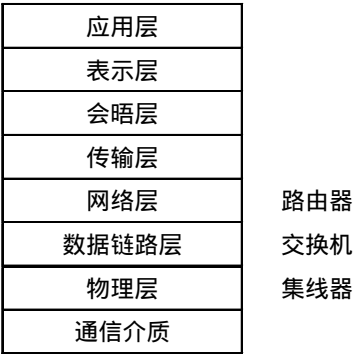 应用层
表示层
会晤层
传输层
网络层 路由器
数据链路层 交换机
物理层 集线器
通信介质